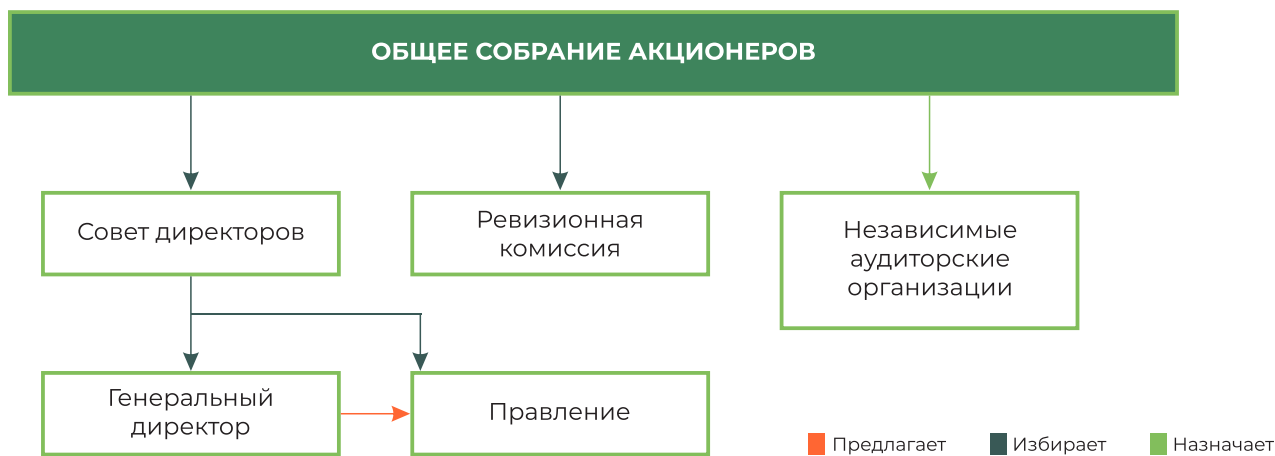 ОБЩЕЕ СОБРАНИЕ АКЦИОНЕРОВ
Совет директоров
Ревизионная
комиссия
Независимые
аудиторские
организации
Генеральный
директор
Правление
Предлагает
Избирает
Назначает